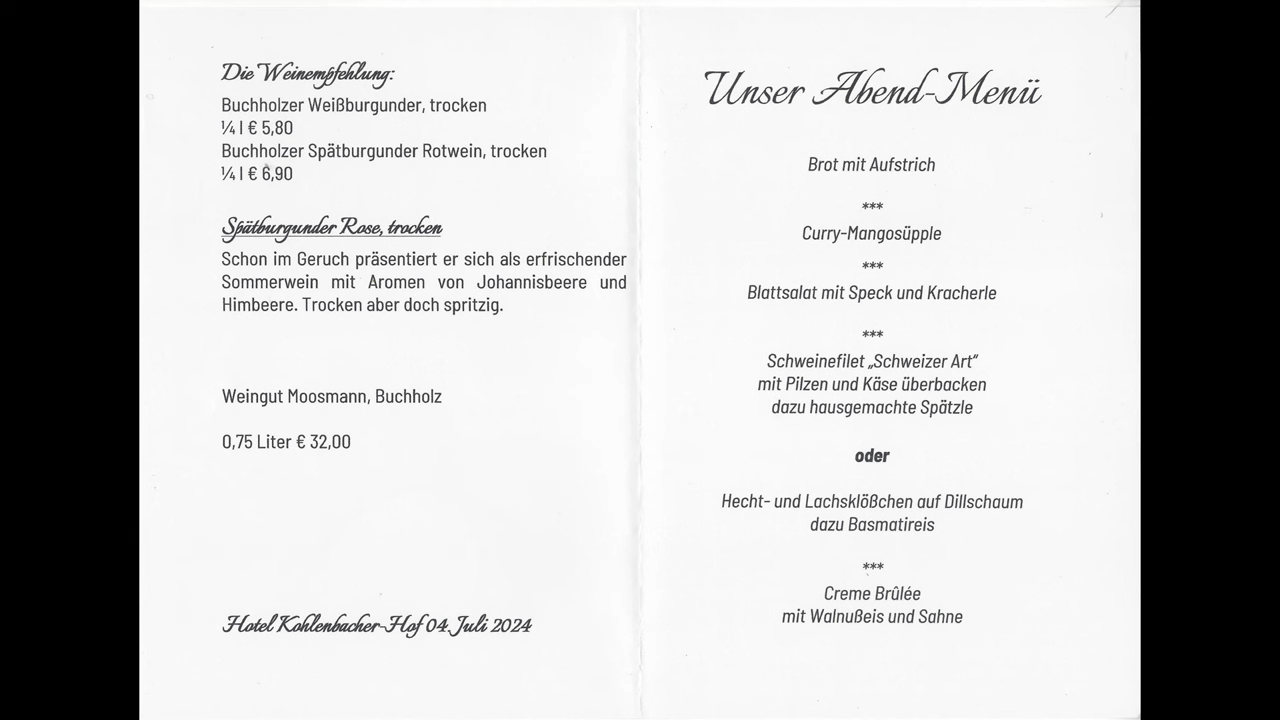 Die Weinempfehlung:
Buchholzer Weißburgunder, trocken
¼ l € 5,80
Buchholzer Spätburgunder Rotwein, trocken
¼ l € 6,90
Spätburgunder Rose, trocken
Schon im Geruch präsentiert er sich als erfrischender
Sommerwein mit Aromen von Johannisbeere und
Himbeere. Trocken aber doch spritzig.
Weingut Moosmann, Buchholz
0,75 Liter € 32,00
Hotel Kohlenbacher-Hof 04. Juli 2024
Unser Abend-Menü
Brot mit Aufstrich
***
Curry-Mangosüpple
***
Blattsalat mit Speck und Kracherle
***
Schweinefilet „Schweizer Art“
mit Pilzen und Käse überbacken
dazu hausgemachte Spätzle
oder
Hecht- und Lachsklößchen auf Dillschaum
dazu Basmatireis
***
Creme Brûlée
mit Walnußeis und Sahne